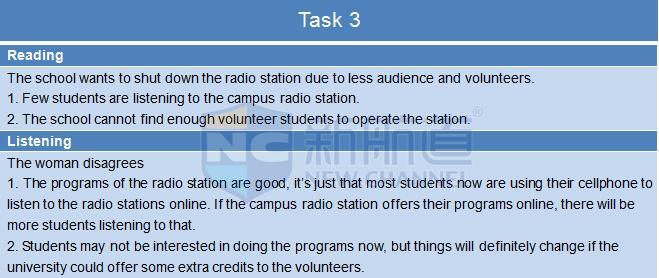 Task 3
Reading
The school wants to shut down the radio station due to less audience and volunteers.
1. Few students are listening to the campus radio station.
2. The school cannot find enough volunteer students to operate the station.
Listening
The woman disagrees
1. The programs of the radio station are good, it's just that most students now are using their cellphone to
listen to the radio stations online. If the campus radio station offers their programs online, there will be
more students listening to that.
2. Students may not be interested in doing the programs now, but things will definitely change if the
university could offer some extra credits to the volunteers.
NC 新航道®
NEW CHANNEL